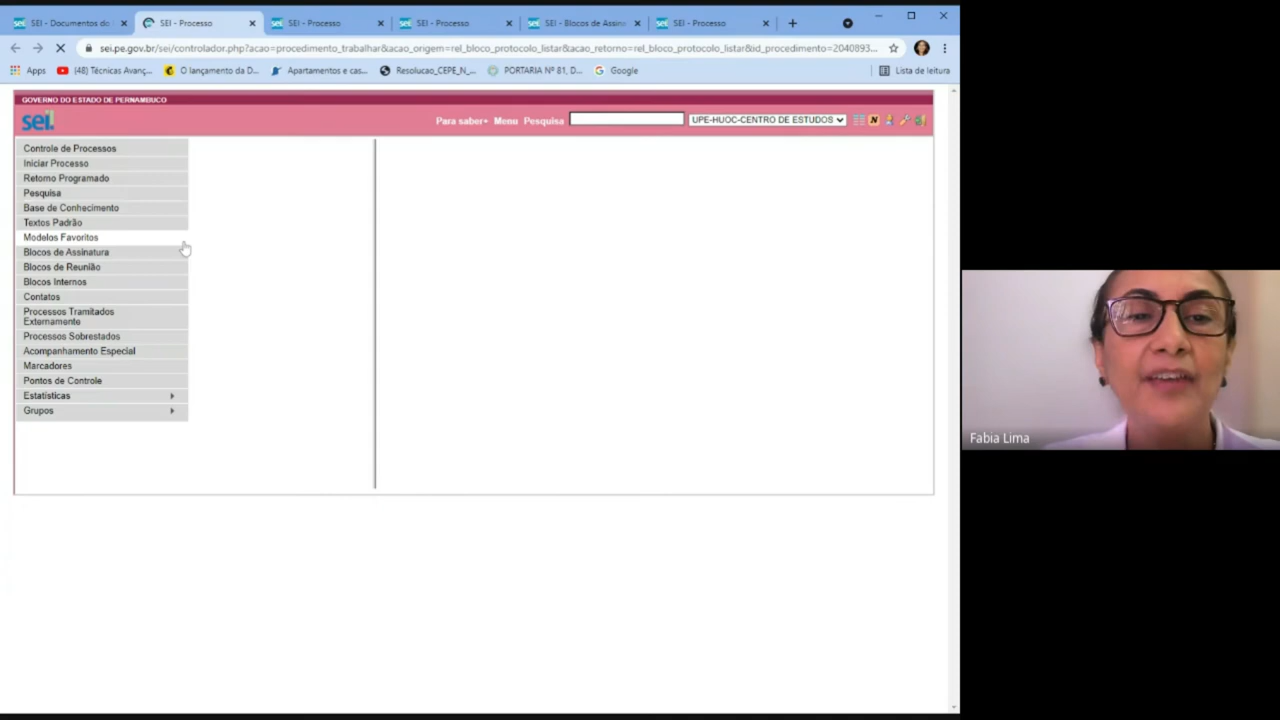 SEI - Documentos do
SEI - Processo
SEI - Processo
SEI - Processo
SEI - Blocos de Assina
SEI - Processo
sei.pe.gov.br/sei/controlador.php?acao=procedimento_trabalhar&acao_origem=rel_bloco_protocolo_listar&acao_retorno=rel_bloco_protocolo_listar&id_procedimento=2040893...
Apps
(48) Técnicas Avanç...
O lançamento da D...
Apartamentos e cas...
Resolucao_CEPE_N_...
PORTARIA Nº 81, D...
Google
Lista de leitura
GOVERNO DO ESTADO DE PERNAMBUCO
sei!
Para saber+ Menu Pesquisa
UPE-HUOC-CENTRO DE ESTUDOS
Controle de Processos
Iniciar Processo
Retorno Programado
Pesquisa
Base de Conhecimento
Textos Padrão
Modelos Favoritos
Blocos de Assinatura
Blocos de Reunião
Blocos Internos
Contatos
Processos Tramitados
Externamente
Processos Sobrestados
Acompanhamento Especial
Marcadores
Pontos de Controle
Estatísticas
Grupos
Fabia Lima